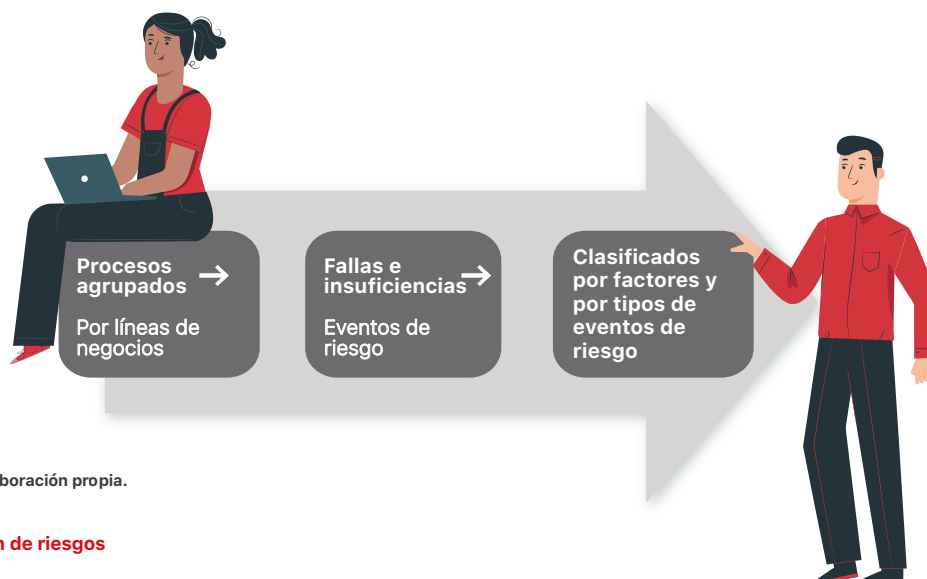 Procesos
agrupados →
Por líneas de
negocios
Fallas e
insuficiencias →
Eventos de
riesgo
Clasificados
por factores y
por tipos de
eventos de
riesgo
propia.
de riesgos